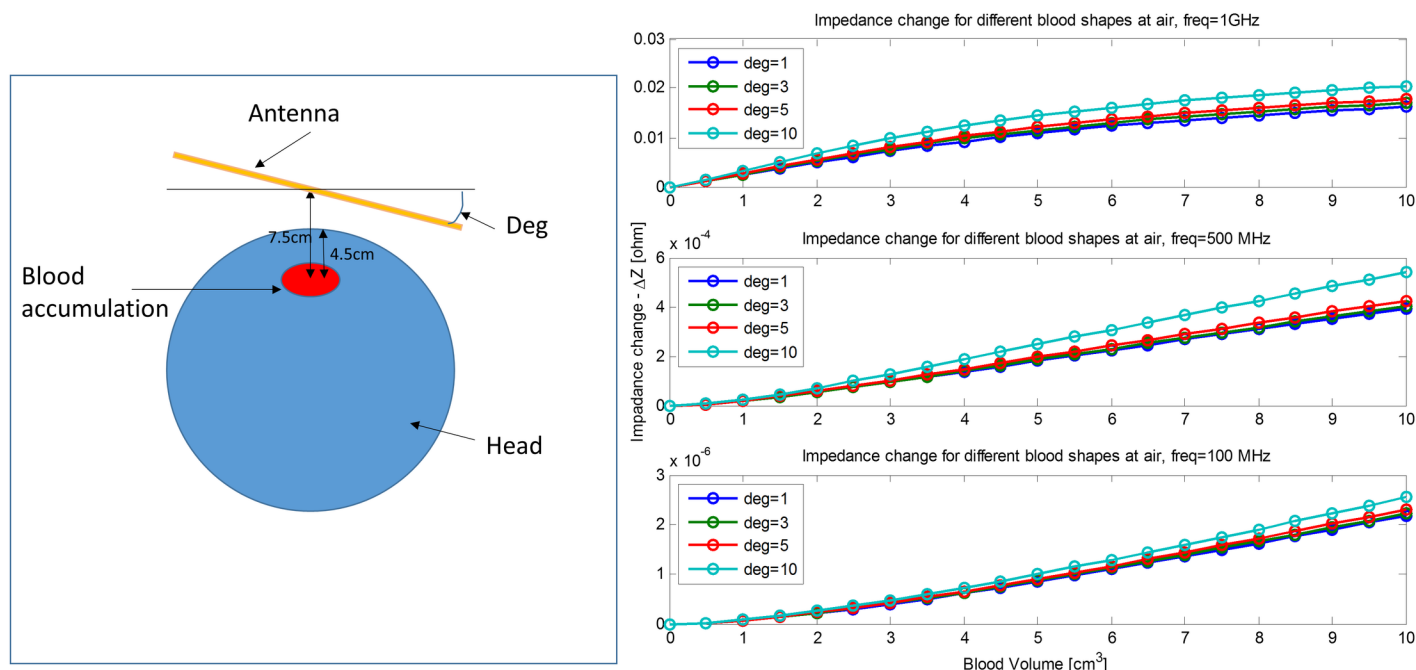 Antenna
7.5cm
Deg
4.5cm
Blood
accumulation
Head
Impedance change for different blood shapes at air, freq=1GHz
0.03
0.02
0.01
0
deg=1
deg=3
deg=5
deg=10
0 1 2 3 4 5 6 7 8 9 10
Impedance change for different blood shapes at air, freq=500 MHz
x 10⁻⁴
6
4
2
0
deg=1
deg=3
deg=5
deg=10
0 1 2 3 4 5 6 7 8 9 10
Impadance change - ΔZ [ohm]
Impedance change for different blood shapes at air, freq=100 MHz
x 10⁻⁶
3
2
1
0
deg=1
deg=3
deg=5
deg=10
0 1 2 3 4 5 6 7 8 9 10
Blood Volume [cm³]